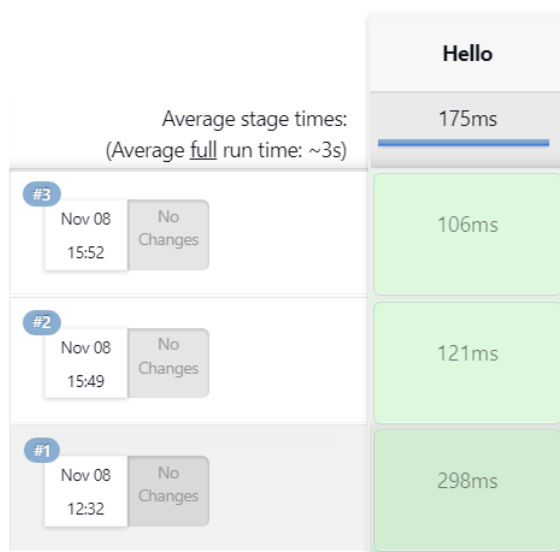 Hello
Average stage times:
175ms
(Average full run time: ~3s)
#3
Nov 08
No
Changes
15:52
106ms
#2
Nov 08
No
Changes
15:49
121ms
#1
Nov 08
No
Changes
12:32
298ms